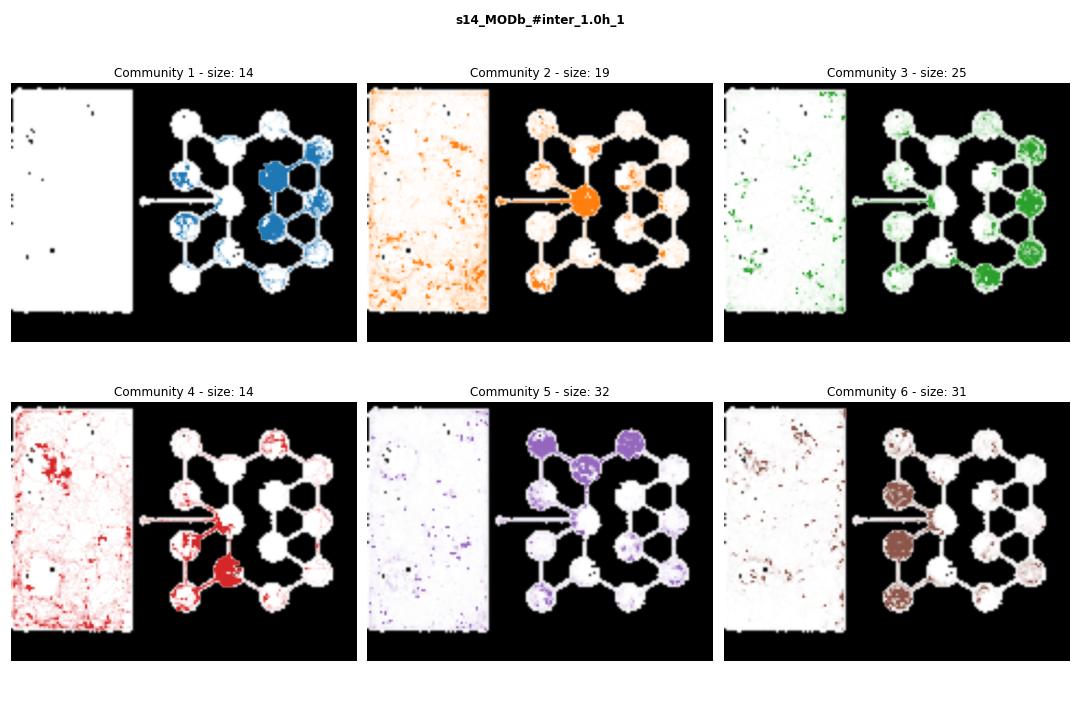 s14_MODb_#inter_1.0h_1
Community 1 - size: 14
Community 2 - size: 19
Community 3 - size: 25
Community 4 - size: 14
Community 5 - size: 32
Community 6 - size: 31